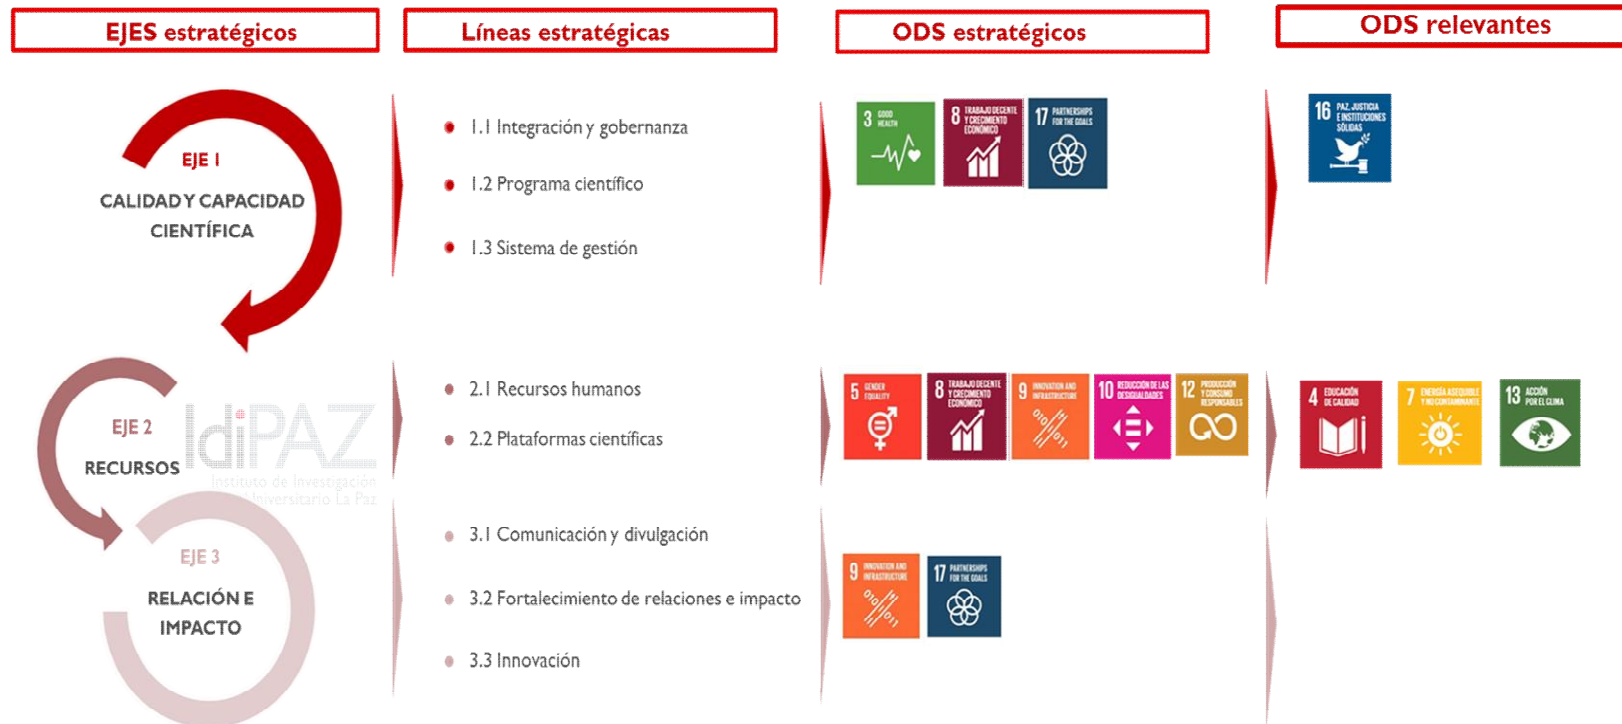 EJES estratégicos
Líneas estratégicas
ODS estratégicos
ODS relevantes
EJE 1
CALIDAD Y CAPACIDAD
CIENTÍFICA
1.1 Integración y gobernanza
1.2 Programa científico
1.3 Sistema de gestión
3 GOOD
HEALTH
8 TRABAJO DECENTE
Y CRECIMIENTO
ECONÓMICO
17 PARTNERSHIPS
FOR THE GOALS
16 PAZ, JUSTICIA
E INSTITUCIONES
SÓLIDAS
EJE 2
RECURSOS
IdiPAZ
Instituto de Investigación
Universitario La Paz
2.1 Recursos humanos
2.2 Plataformas científicas
5 GENDER
EQUALITY
8 TRABAJO DECENTE
Y CRECIMIENTO
ECONÓMICO
9 INNOVATION AND
INFRASTRUCTURE
10 REDUCCIÓN DE LAS
DESIGUALDADES
12 PRODUCCIÓN
Y CONSUMO
RESPONSABLES
4 EDUCACIÓN
DE CALIDAD
7 ENERGÍA ASEQUIBLE
Y NO CONTAMINANTE
13 ACCIÓN
POR EL CLIMA
EJE 3
RELACIÓN E
IMPACTO
3.1 Comunicación y divulgación
3.2 Fortalecimiento de relaciones e impacto
3.3 Innovación
9 INNOVATION AND
INFRASTRUCTURE
17 PARTNERSHIPS
FOR THE GOALS